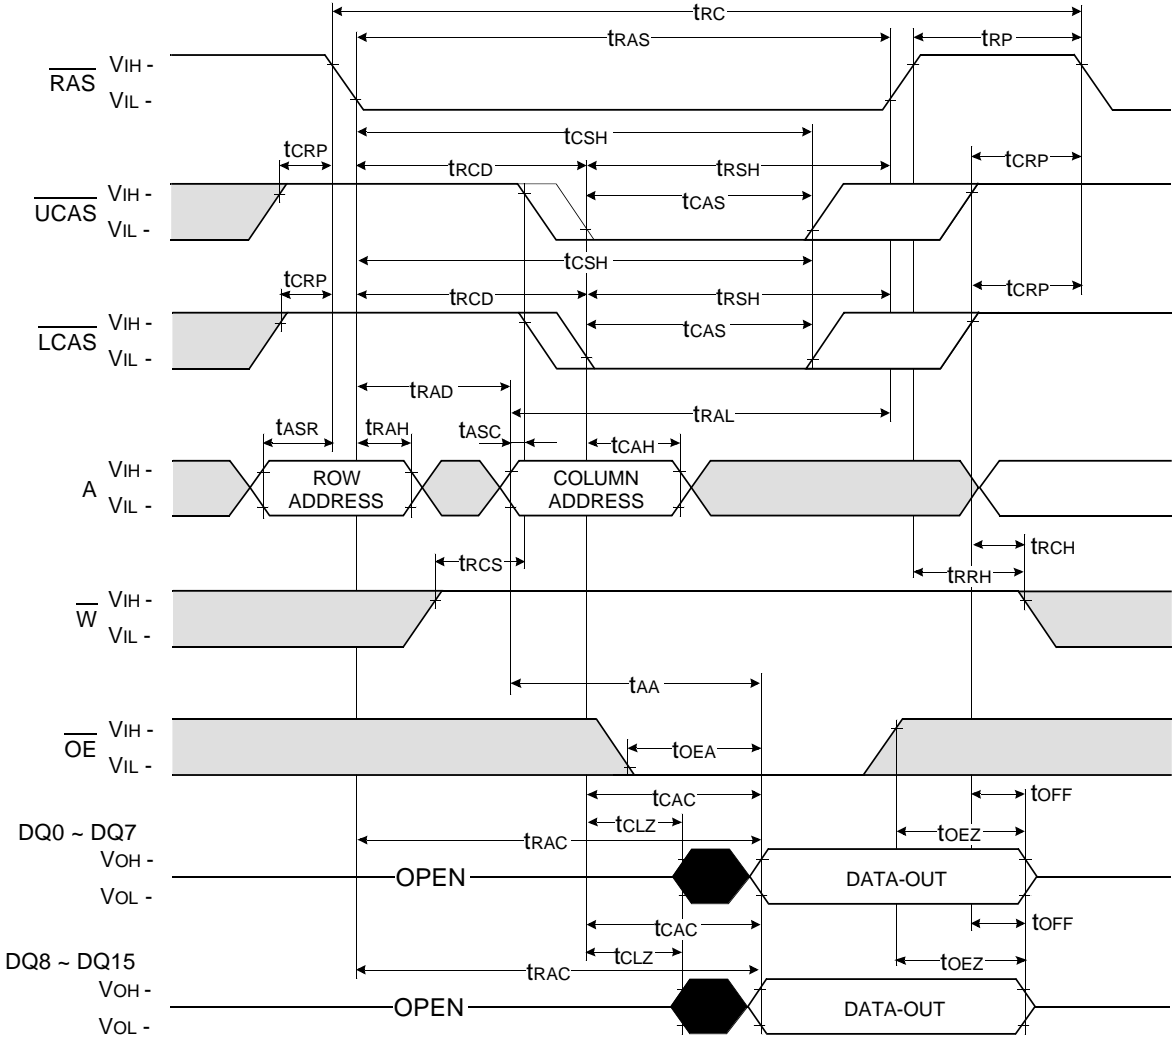 tRC
tRAS
tRP
RAS
VIH -
VIL -
tCSH
tCRP
tRCD
tRSH
tCRP
UCAS
VIH -
VIL -
tCAS
tCSH
tCRP
tRCD
tRSH
tCRP
LCAS
VIH -
VIL -
tCAS
tRAD
tRAL
tASR
tRAH
tASC
tCAH
A
VIH -
VIL -
ROW
ADDRESS
COLUMN
ADDRESS
tRCS
tRCH
tRRH
W
VIH -
VIL -
tAA
OE
VIH -
VIL -
tOEA
tCAC
tOFF
tCLZ
tOEZ
tRAC
DQ0 ~ DQ7
VOH -
VOL -
OPEN
DATA-OUT
tCAC
tOFF
tCLZ
tOEZ
tRAC
DQ8 ~ DQ15
VOH -
VOL -
OPEN
DATA-OUT